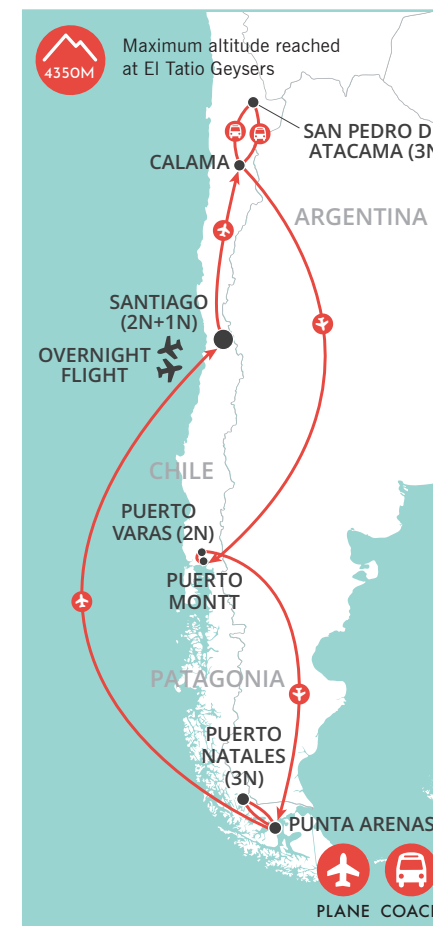 Maximum altitude reached
at El Tatio Geysers
4350M
SAN PEDRO D
ATACAMA (3N
CALAMA
ARGENTINA
SANTIAGO
(2N+1N)
OVERNIGHT
FLIGHT
CHILE
PUERTO
VARAS (2N)
PUERTO
MONTT
PATAGONIA
PUERTO
NATALES
(3N)
PUNTA ARENAS
PLANE COACH